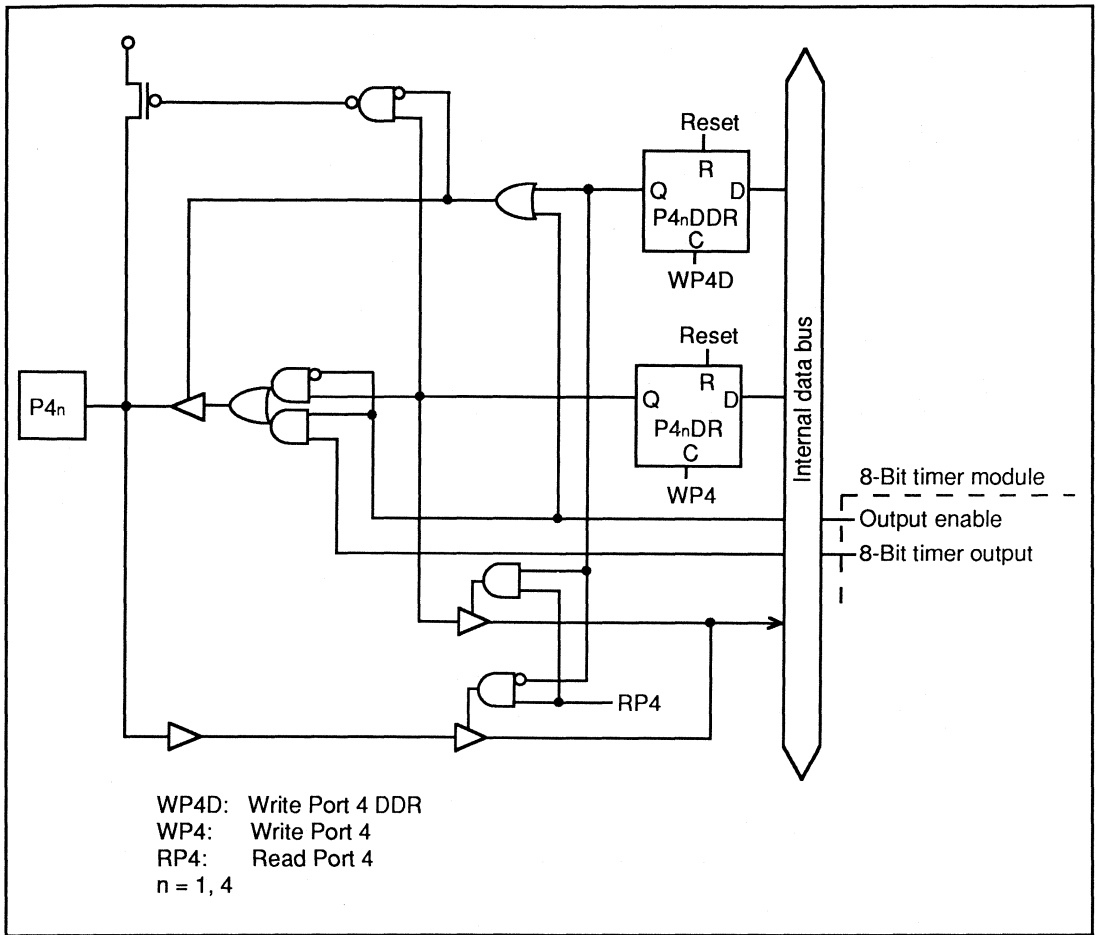 Reset
R
Q D
P4nDDR
C
WP4D
Reset
R
Q D
P4nDR
C
WP4
P4n
Internal data bus
8-Bit timer module
Output enable
8-Bit timer output
RP4
WP4D: Write Port 4 DDR
WP4: Write Port 4
RP4: Read Port 4
n = 1, 4